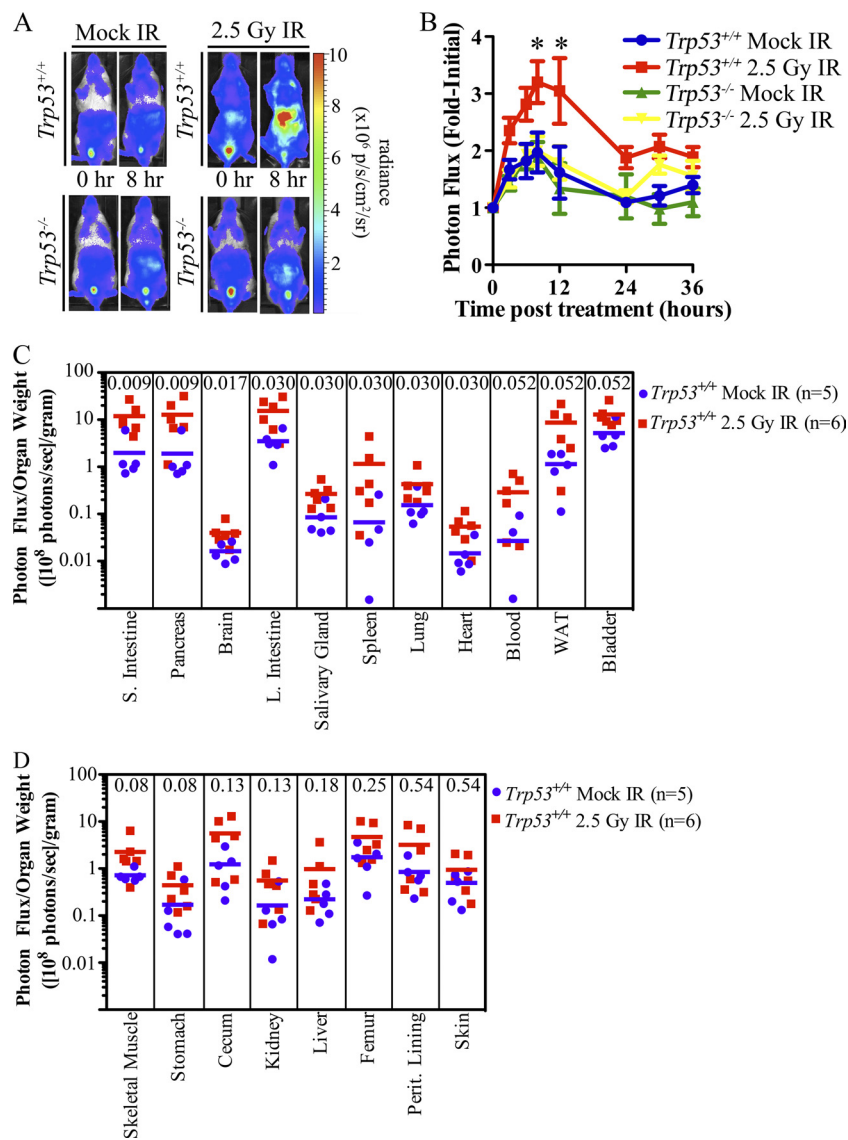 A
Mock IR
2.5 Gy IR
Trp53+/+
Trp53+/+
0 hr
8 hr
0 hr
8 hr
Trp53-/-
Trp53-/-
10
8
6
4
2
radiance
(x10⁶ p/s/cm²/sr)
B
Photon Flux (Fold-Initial)
4
3
2
1
0
* *
Trp53+/+ Mock IR
Trp53+/+ 2.5 Gy IR
Trp53-/- Mock IR
Trp53-/- 2.5 Gy IR
0 12 24 36
Time post treatment (hours)
C
Photon Flux/Organ Weight
([10⁸ photons/sec]/gram)
100
10
1
0.1
0.01
0.009 0.009 0.017 0.030 0.030 0.030 0.030 0.030 0.052 0.052 0.052
Trp53+/+ Mock IR (n=5)
Trp53+/+ 2.5 Gy IR (n=6)
S. Intestine
Pancreas
Brain
L. Intestine
Salivary Gland
Spleen
Lung
Heart
Blood
WAT
Bladder
D
Photon Flux/Organ Weight
([10⁸ photons/sec]/gram)
100
10
1
0.1
0.01
0.08 0.08 0.13 0.13 0.18 0.25 0.54 0.54
Trp53+/+ Mock IR (n=5)
Trp53+/+ 2.5 Gy IR (n=6)
Skeletal Muscle
Stomach
Cecum
Kidney
Liver
Femur
Perit. Lining
Skin